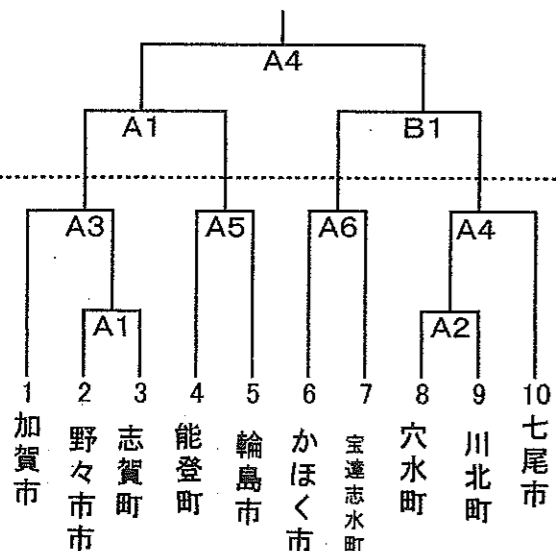 A4
A1
B1
A3
A5
A6
A4
A1
A2
1
2
3
4
5
6
7
8
9
10
加賀市
野々市市
志賀町
能登町
輪島市
かほく市
宝達志水町
穴水町
川北町
七尾市